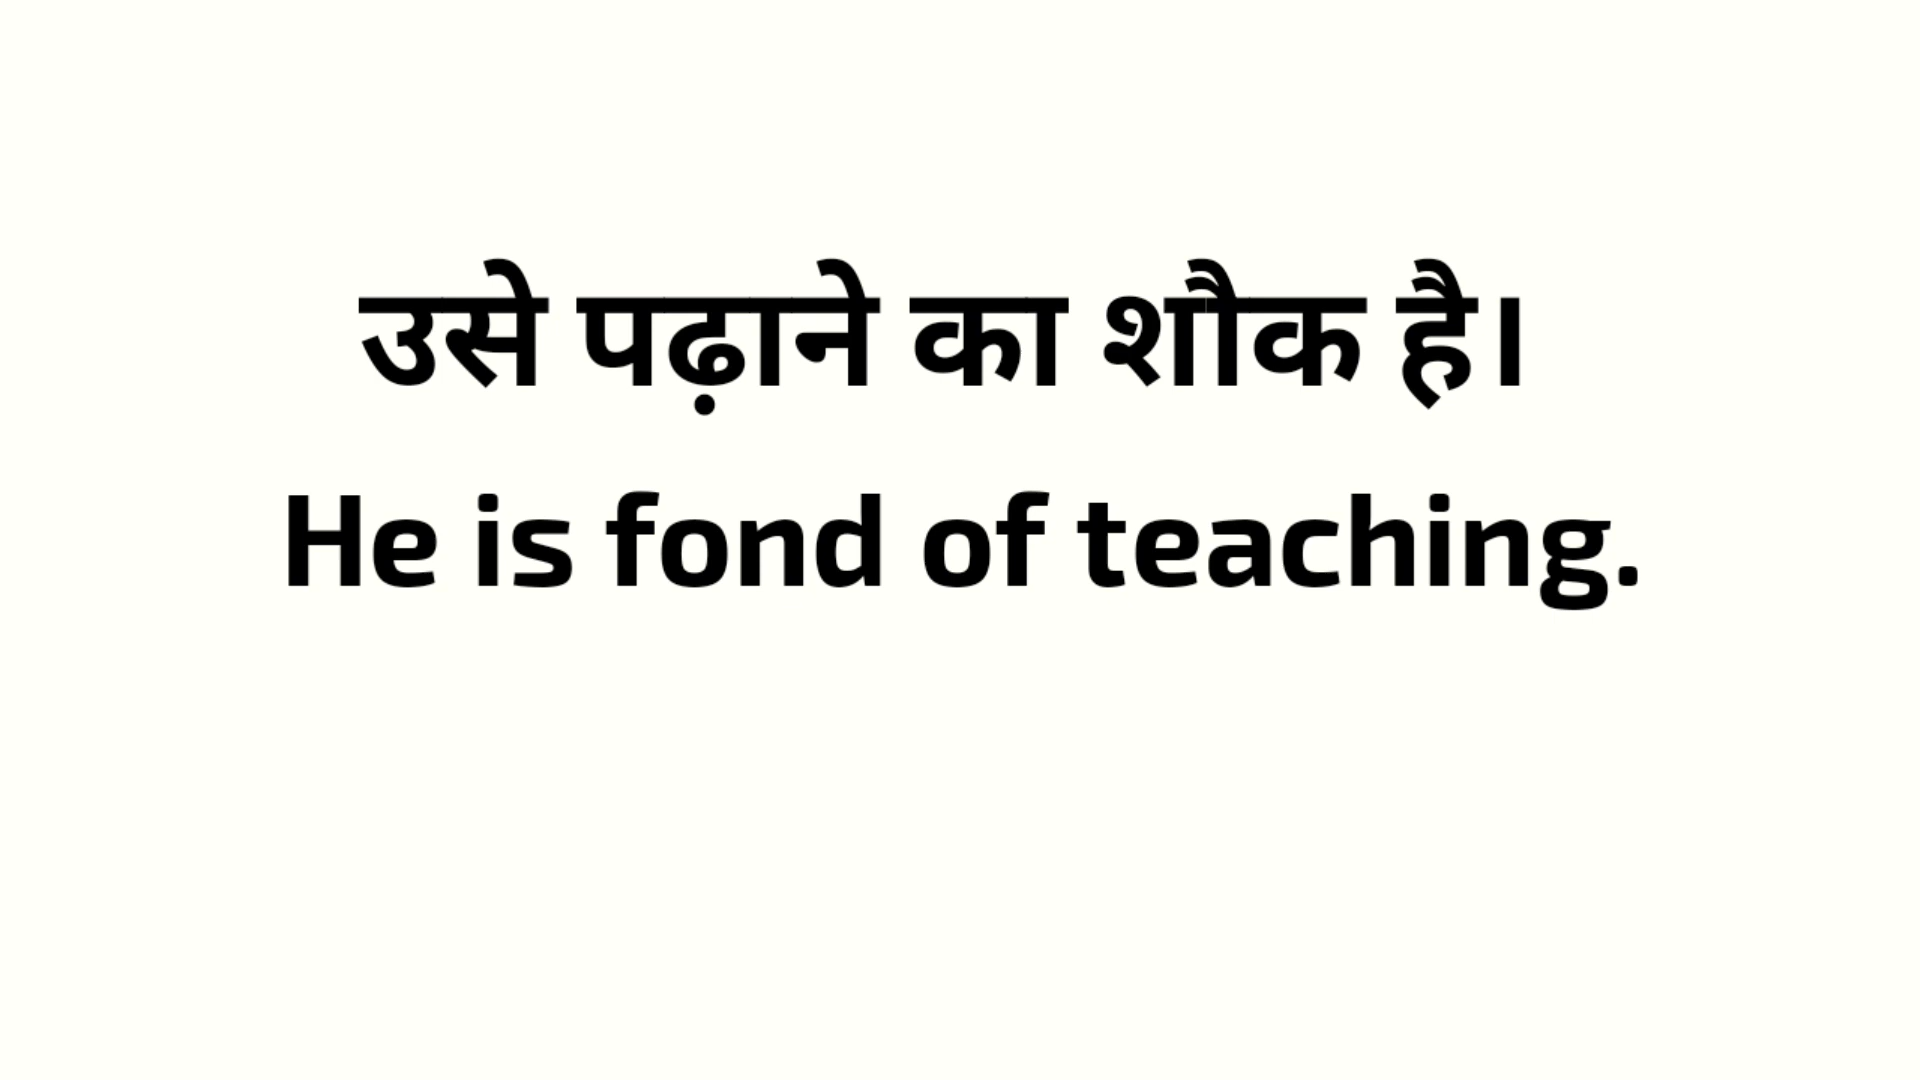 उसे पढ़ाने का शौक है।
He is fond of teaching.